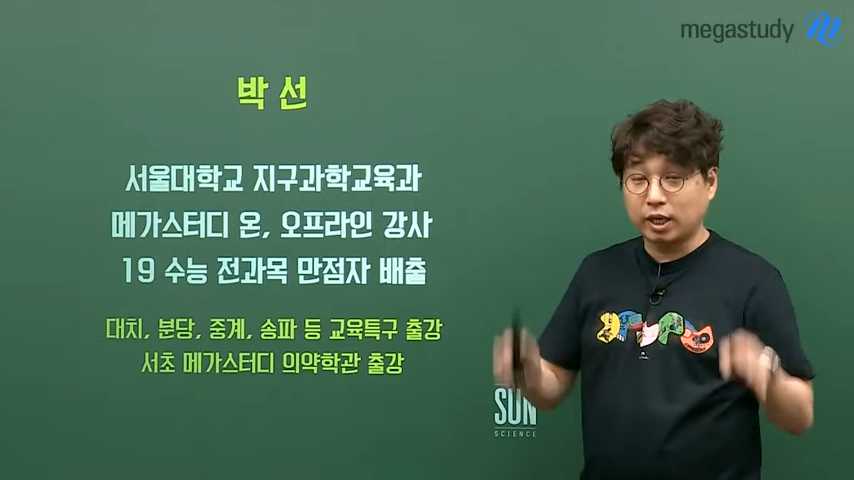 megastudy
박 선
서울대학교 지구과학교육과
메가스터디 온, 오프라인 강사
19 수능 전과목 만점자 배출
대치, 분당, 중계, 송파 등 교육특구 출강
서초 메가스터디 의약학관 출강
SUN
SCIENCE